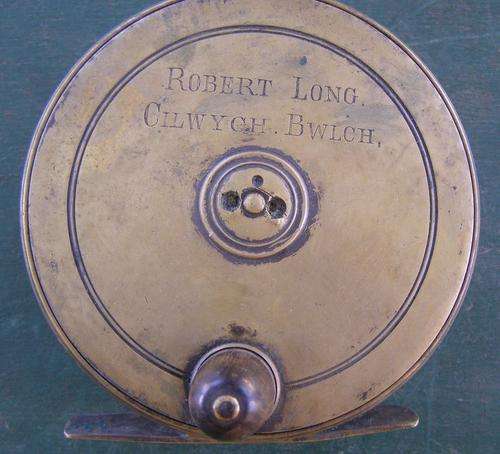 ROBERT LONG.
CILWYCH. BWLCH,